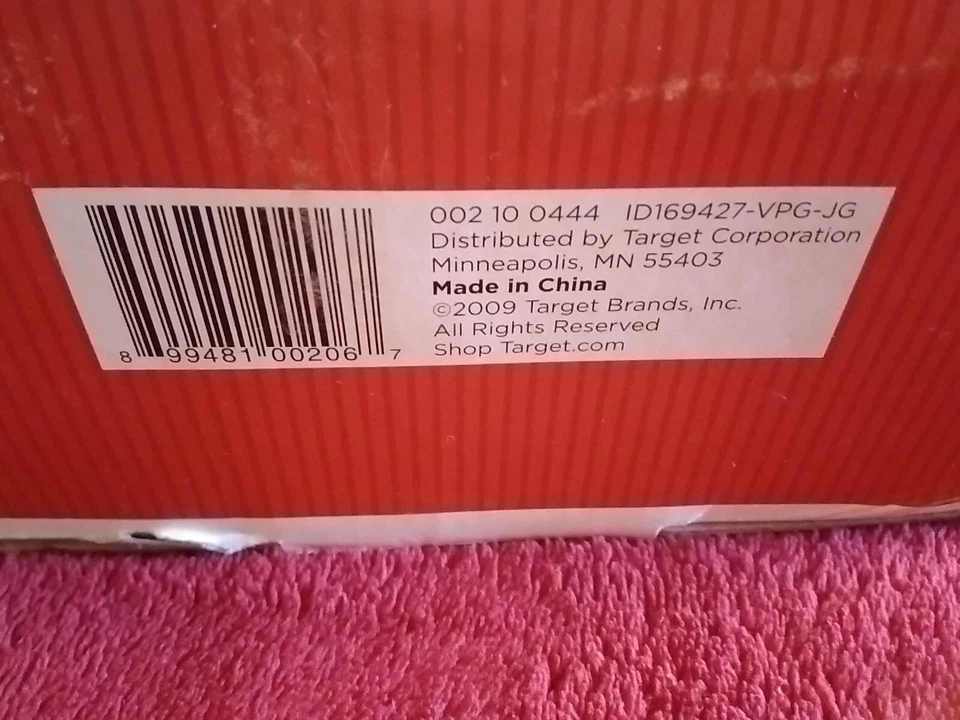 8 99481 00206 7
002 10 0444 ID169427-VPG-JG
Distributed by Target Corporation
Minneapolis, MN 55403
Made in China
©2009 Target Brands, Inc.
All Rights Reserved
Shop Target.com